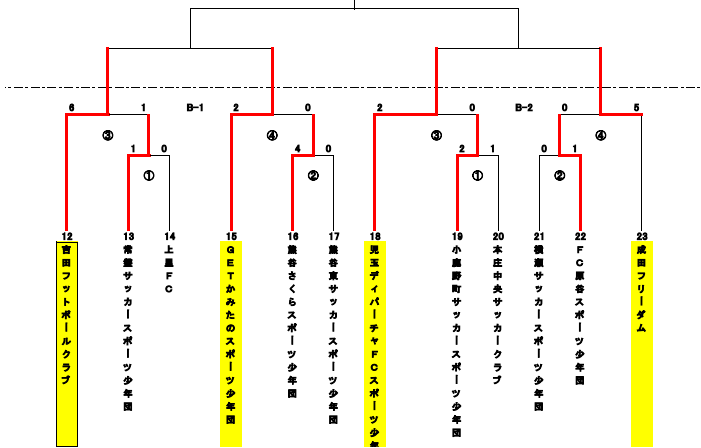 6 1 B-1 2 0 2 0 B-2 0 5
③ ④ ③ ④
1 0 4 0 2 1 0 1
① ② ① ②
12 13 14 15 16 17 18 19 20 21 22 23
吉田フットボールクラブ
常盤サッカースポーツ少年団
上里FC
GETかみたのスポーツ少年団
熊谷さくらスポーツ少年団
熊谷東サッカースポーツ少年団
児玉ディパーチャFCスポーツ少年
小鹿野町サッカースポーツ少年団
本庄中央サッカークラブ
横瀬サッカースポーツ少年団
FC原谷スポーツ少年団
成田フリーダム